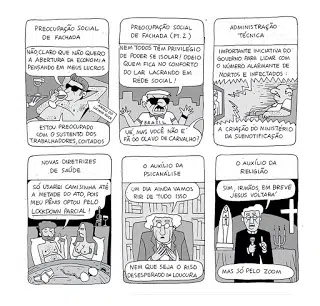 PREOCUPAÇÃO SOCIAL
DE FACHADA
NÃO, CLARO QUE NÃO QUERO
A ABERTURA DA ECONOMIA
PENSANDO EM MEUS LUCROS
ESTOU PREOCUPADO
COM O SUSTENTO DOS
TRABALHADORES, COITADOS
PREOCUPAÇÃO SOCIAL
DE FACHADA (PT. 2)
NEM TODOS TÊM PRIVILÉGIO
DE PODER SE ISOLAR! ODEIO
QUEM FICA NO CONFORTO
DO LAR LACRANDO EM
REDE SOCIAL!
BRASIL
UÉ, MAS VOCÊ NÃO É
FÃ DO OLAVO DE CARVALHO?
ADMINISTRAÇÃO
TÉCNICA
IMPORTANTE INICIATIVA DO
GOVERNO PARA LIDAR COM
O NÚMERO ALARMANTE DE
MORTOS E INFECTADOS:
A CRIAÇÃO DO MINISTÉRIO
DA SUBNOTIFICAÇÃO
NOVAS DIRETRIZES
DE SAÚDE
SÓ USAREI CAMISINHA ATÉ
A METADE DO ATO, POIS
MEU PÊNIS OPTOU PELO
LOCKDOWN PARCIAL!
O AUXÍLIO DA
PSICANÁLISE
UM DIA AINDA VAMOS
RIR DE TUDO ISSO
NEM QUE SEJA O RISO
DESESPERADO DA LOUCURA
O AUXÍLIO DA
RELIGIÃO
SIM, IRMÃOS, EM BREVE
JESUS VOLTARÁ
MAS SÓ PELO ZOOM